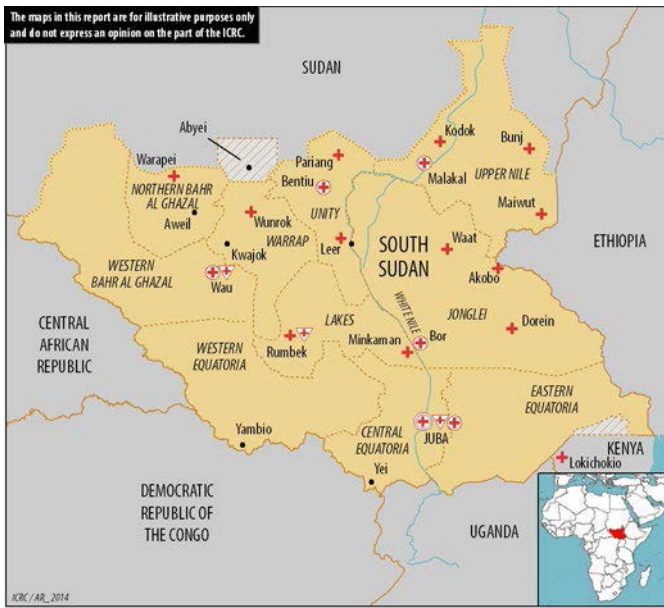 The maps in this report are for illustrative purposes only
and do not express an opinion on the part of the ICRC.
SUDAN
Abyei
Kodok
Bunj
Warapei
Pariang
Malakal
UPPER NILE
NORTHERN BAHR
AL GHAZAL
Bentiu
Aweil
Wunrok
UNITY
Maiwut
WARRAP
Leer
Kwajok
SOUTH
SUDAN
Waat
ETHIOPIA
WESTERN
BAHR AL GHAZAL
Wau
Akobo
WHITE NILE
JONGLEI
CENTRAL
AFRICAN
REPUBLIC
LAKES
Dorein
WESTERN
EQUATORIA
Rumbek
Minkaman
Bor
EASTERN
EQUATORIA
Yambio
CENTRAL
EQUATORIA
JUBA
KENYA
Yei
Lokichokio
DEMOCRATIC
REPUBLIC OF
THE CONGO
UGANDA
ICRC / AR_2014